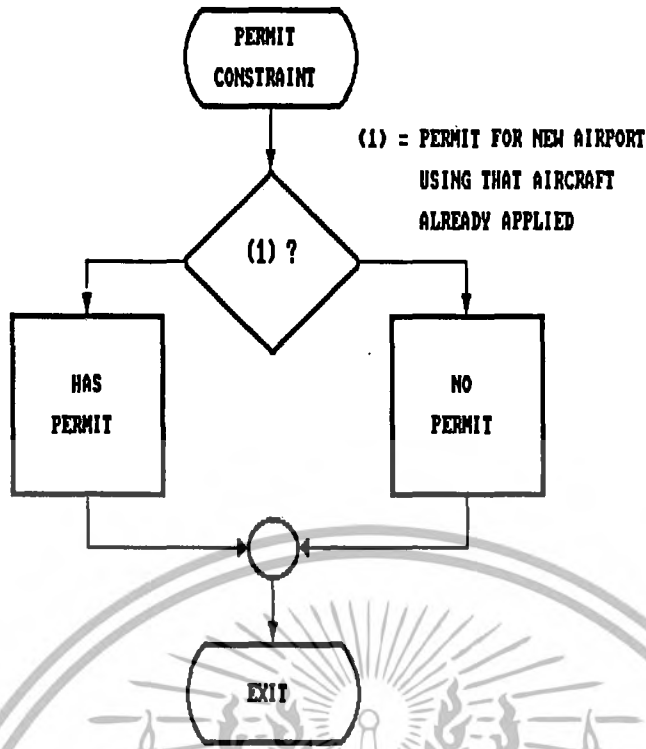 PERMIT
CONSTRAINT
(1) = PERMIT FOR NEW AIRPORT
USING THAT AIRCRAFT
ALREADY APPLIED
(1) ?
HAS
PERMIT
NO
PERMIT
EXIT